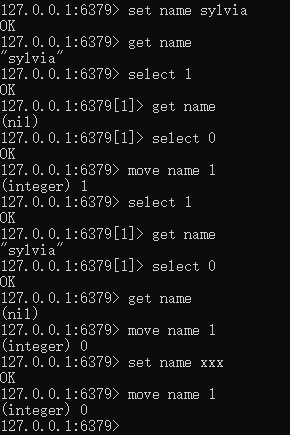 127.0.0.1:6379> set name sylvia
OK
127.0.0.1:6379> get name
"sylvia"
127.0.0.1:6379> select 1
OK
127.0.0.1:6379[1]> get name
(nil)
127.0.0.1:6379[1]> select 0
OK
127.0.0.1:6379> move name 1
(integer) 1
127.0.0.1:6379> select 1
OK
127.0.0.1:6379[1]> get name
"sylvia"
127.0.0.1:6379[1]> select 0
OK
127.0.0.1:6379> get name
(nil)
127.0.0.1:6379> move name 1
(integer) 0
127.0.0.1:6379> set name xxx
OK
127.0.0.1:6379> move name 1
(integer) 0
127.0.0.1:6379>